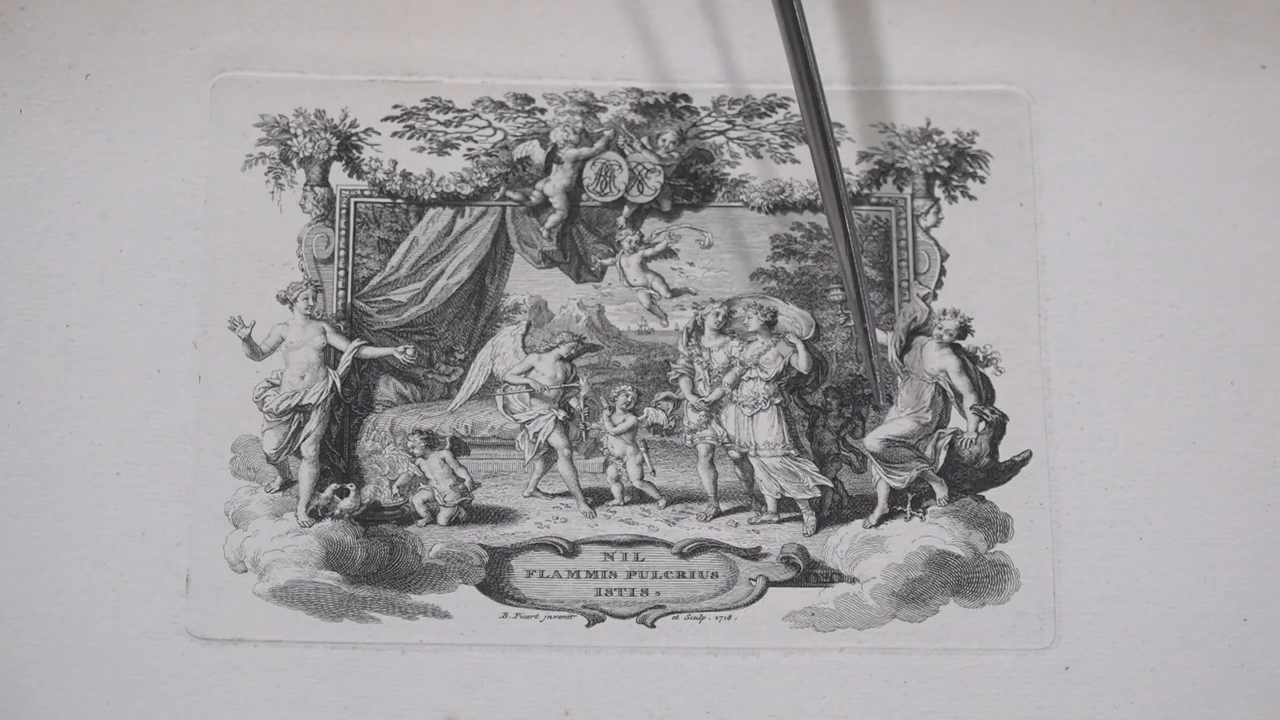 NIL
FLAMMIS PULCRIUS
ISTIS.
B. Picart invenit et Sculp. 1718.